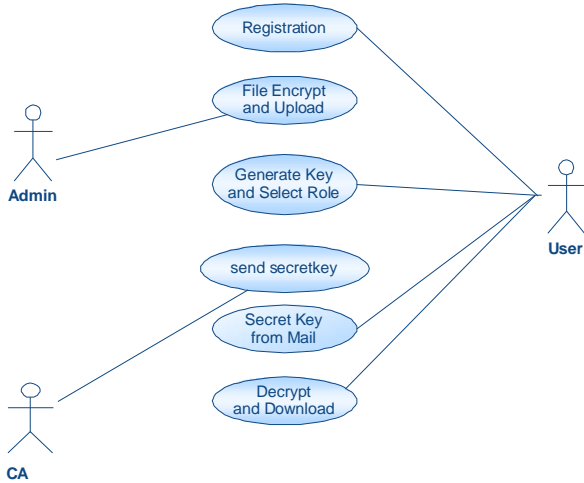 Registration
File Encrypt
and Upload
Admin
Generate Key
and Select Role
User
send secretkey
Secret Key
from Mail
Decrypt
and Download
CA